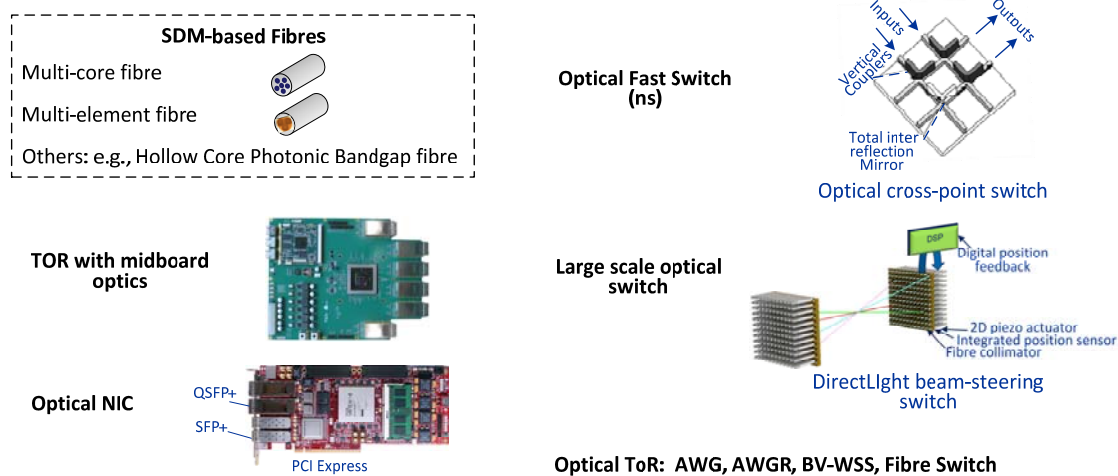 SDM-based Fibres
Multi-core fibre
Multi-element fibre
Others: e.g., Hollow Core Photonic Bandgap fibre
TOR with midboard
optics
Optical NIC
QSFP+
SFP+
PCI Express
Optical Fast Switch
(ns)
Inputs
Outputs
Vertical
Couplers
Total inter
reflection
Mirror
Optical cross-point switch
Large scale optical
switch
DSP
Digital position
feedback
2D piezo actuator
Integrated position sensor
Fibre collimator
DirectLIght beam-steering
switch
Optical ToR: AWG, AWGR, BV-WSS, Fibre Switch